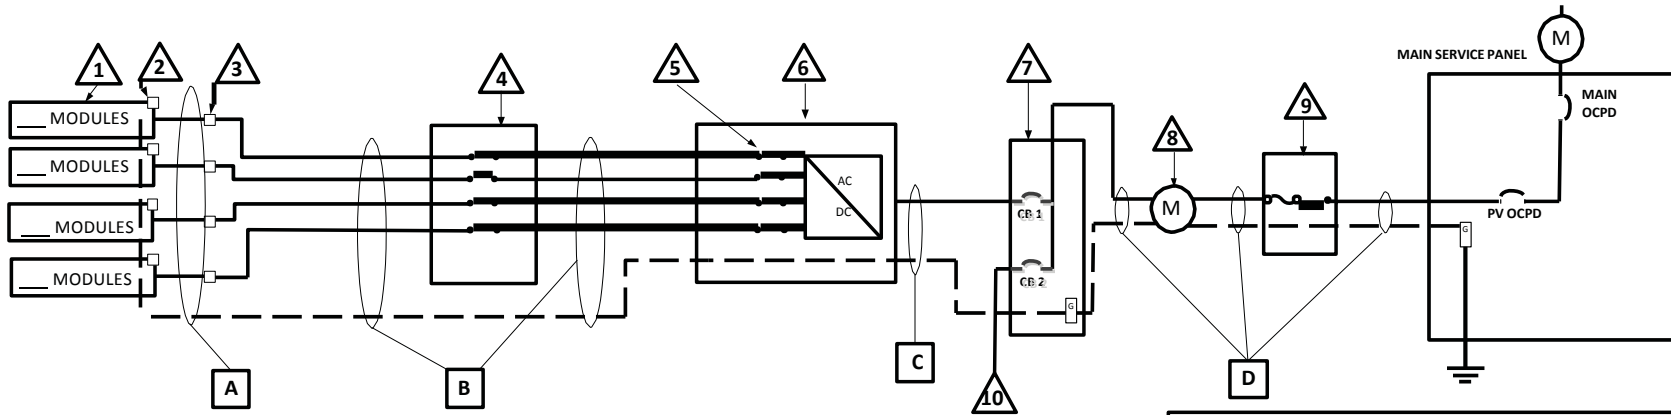 1
2
3
4
5
6
7
8
9
10
M
MAIN SERVICE PANEL
MAIN
OCPD
___ MODULES
___ MODULES
___ MODULES
___ MODULES
AC
DC
CB 1
CB 2
G
M
PV OCPD
G
A
B
C
D